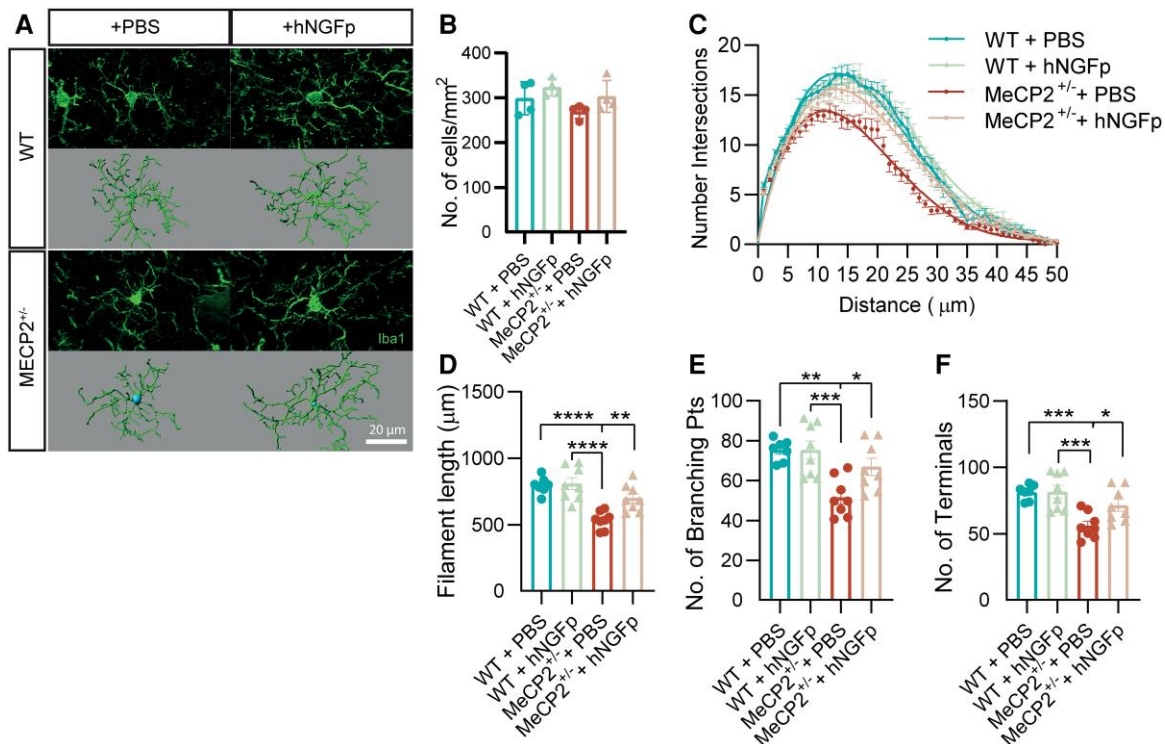 A
+PBS
+hNGFp
WT
MECP2+/-
Iba1
20 µm
B
No. of cells/mm2
400
300
200
100
0
WT + PBS
WT + hNGFp
MeCP2+/- + PBS
MeCP2+/- + hNGFp
C
Number Intersections
20
15
10
5
0
0 5 10 15 20 25 30 35 40 45 50
Distance ( µm)
WT + PBS
WT + hNGFp
MeCP2+/- + PBS
MeCP2+/- + hNGFp
D
Filament length (µm)
1500
1000
500
0
**** **
****
WT + PBS
WT + hNGFp
MeCP2+/- + PBS
MeCP2+/- + hNGFp
E
No. of Branching Pts
100
80
60
40
20
0
** *
***
WT + PBS
WT + hNGFp
MeCP2+/- + PBS
MeCP2+/- + hNGFp
F
No. of Terminals
150
100
50
0
*** *
***
WT + PBS
WT + hNGFp
MeCP2+/- + PBS
MeCP2+/- + hNGFp